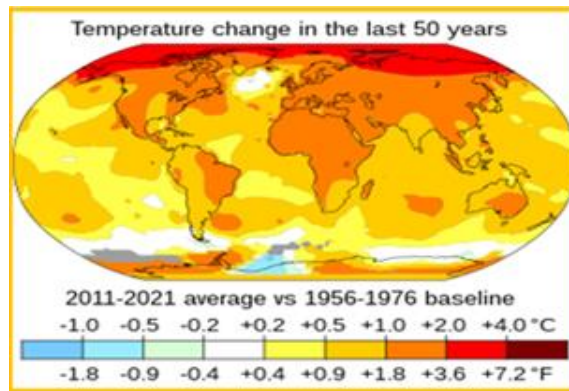 Temperature change in the last 50 years
2011-2021 average vs 1956-1976 baseline
-1.0 -0.5 -0.2 +0.2 +0.5 +1.0 +2.0 +4.0 °C
-1.8 -0.9 -0.4 +0.4 +0.9 +1.8 +3.6 +7.2 °F